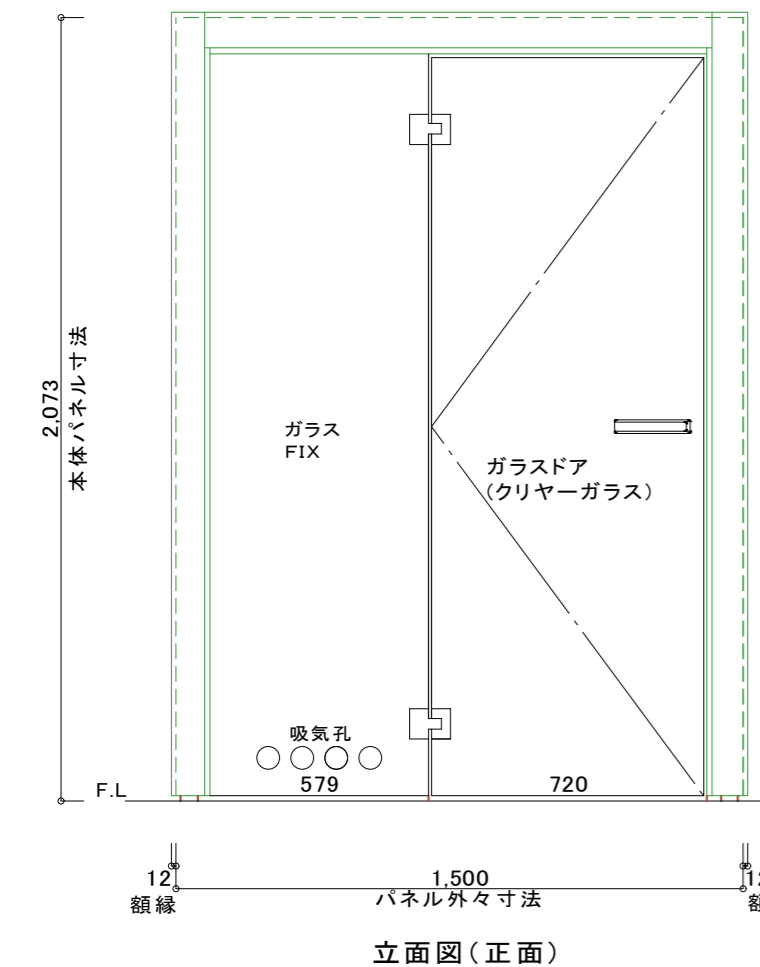 2,073
本体パネル寸法
ガラス
FIX
ガラスドア
(クリヤーガラス)
吸気孔
579
720
F.L
12
1,500
額縁
パネル外々寸法
立面図(正面)